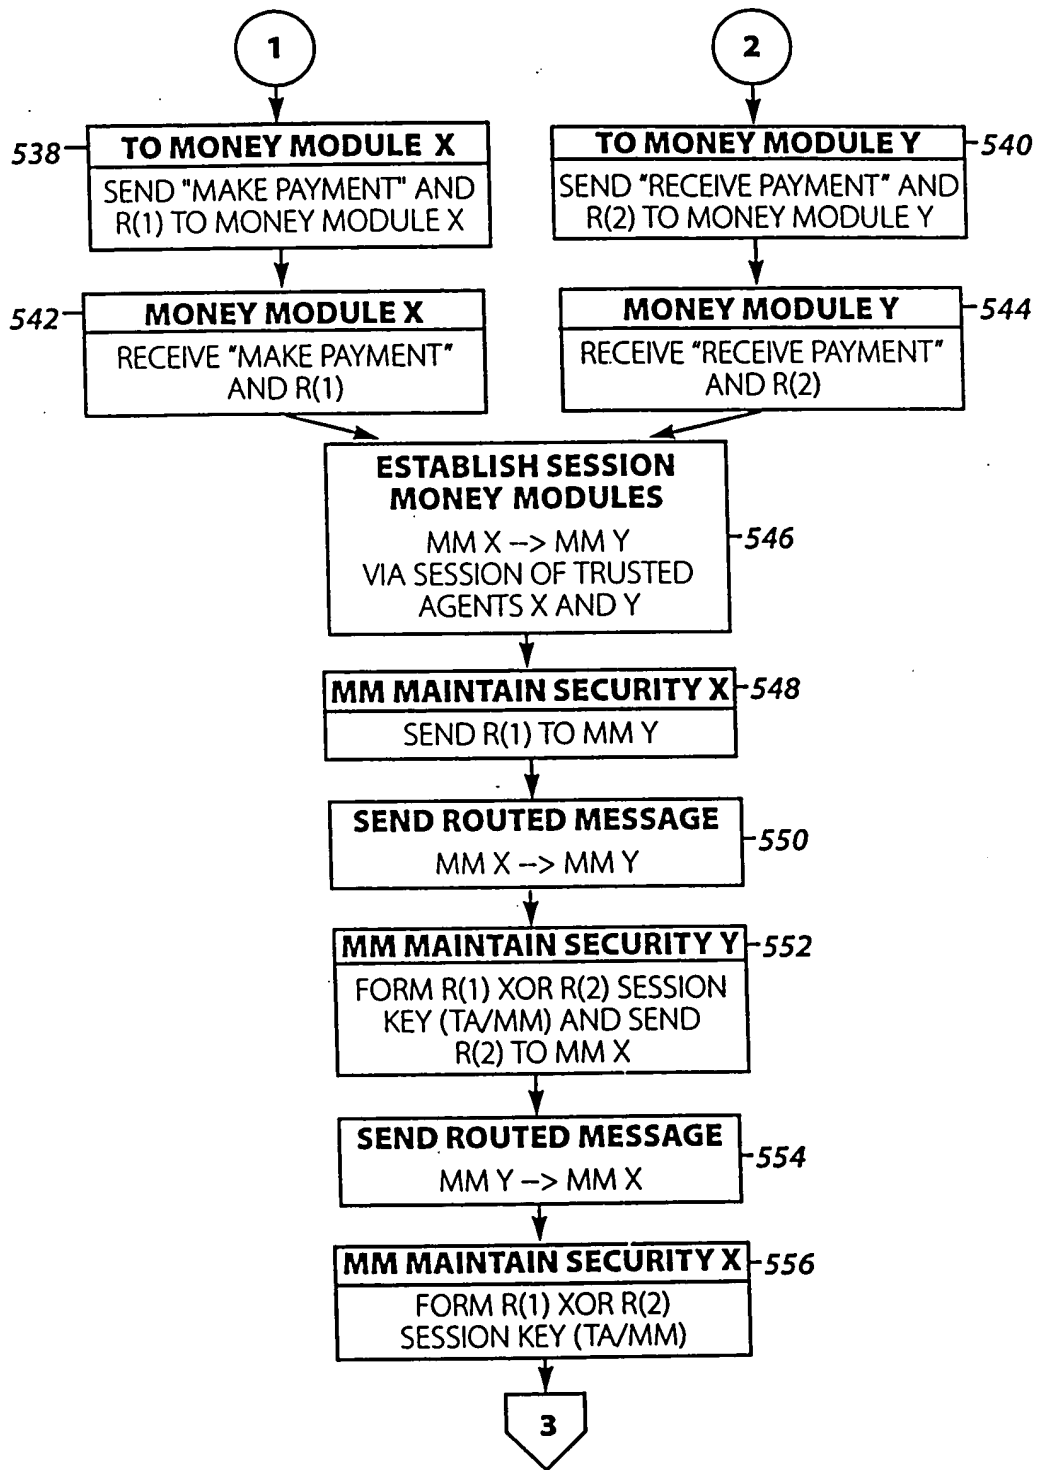 1
2
538
TO MONEY MODULE X
SEND "MAKE PAYMENT" AND
R(1) TO MONEY MODULE X
TO MONEY MODULE Y
540
SEND "RECEIVE PAYMENT" AND
R(2) TO MONEY MODULE Y
542
MONEY MODULE X
RECEIVE "MAKE PAYMENT"
AND R(1)
MONEY MODULE Y
544
RECEIVE "RECEIVE PAYMENT"
AND R(2)
ESTABLISH SESSION
MONEY MODULES
MM X --> MM Y
VIA SESSION OF TRUSTED
AGENTS X AND Y
546
MM MAINTAIN SECURITY X
548
SEND R(1) TO MM Y
SEND ROUTED MESSAGE
MM X --> MM Y
550
MM MAINTAIN SECURITY Y
552
FORM R(1) XOR R(2) SESSION
KEY (TA/MM) AND SEND
R(2) TO MM X
SEND ROUTED MESSAGE
MM Y --> MM X
554
MM MAINTAIN SECURITY X
556
FORM R(1) XOR R(2)
SESSION KEY (TA/MM)
3